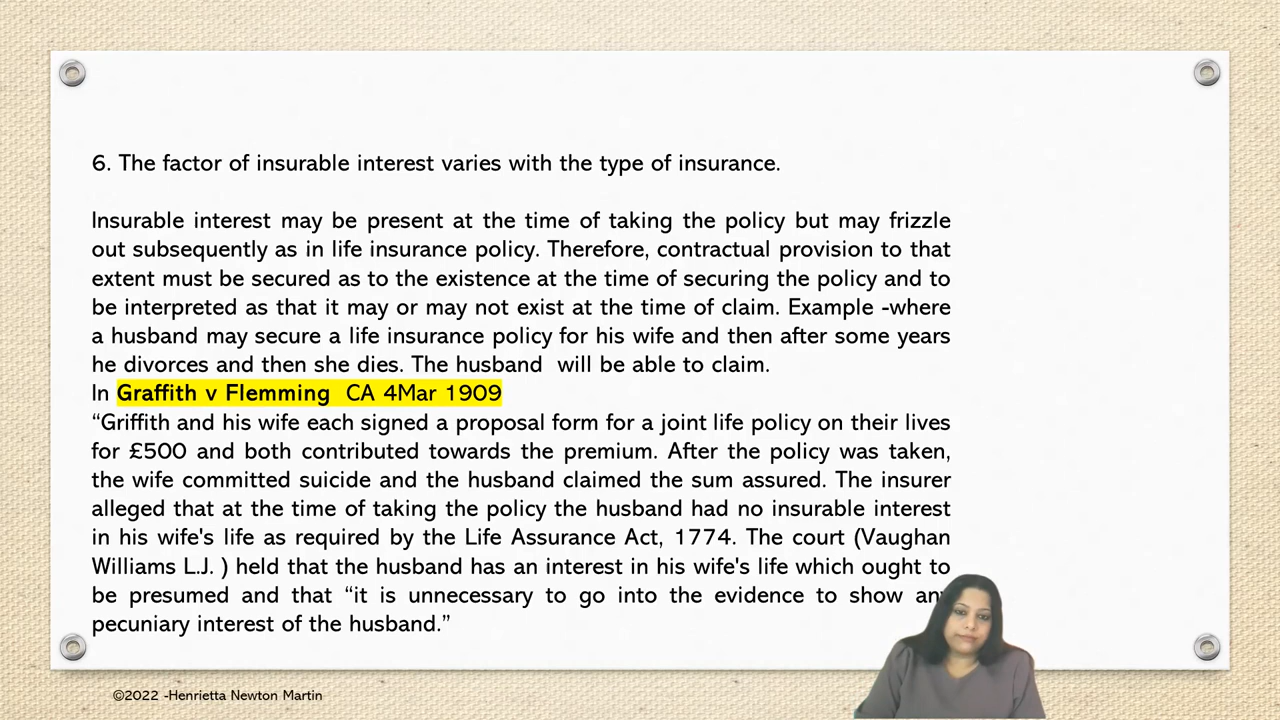 6. The factor of insurable interest varies with the type of insurance.
Insurable interest may be present at the time of taking the policy but may frizzle
out subsequently as in life insurance policy. Therefore, contractual provision to that
extent must be secured as to the existence at the time of securing the policy and to
be interpreted as that it may or may not exist at the time of claim. Example -where
a husband may secure a life insurance policy for his wife and then after some years
he divorces and then she dies. The husband will be able to claim.
In Graffith v Flemming CA 4Mar 1909
“Griffith and his wife each signed a proposal form for a joint life policy on their lives
for £500 and both contributed towards the premium. After the policy was taken,
the wife committed suicide and the husband claimed the sum assured. The insurer
alleged that at the time of taking the policy the husband had no insurable interest
in his wife's life as required by the Life Assurance Act, 1774. The court (Vaughan
Williams L.J. ) held that the husband has an interest in his wife's life which ought to
be presumed and that “it is unnecessary to go into the evidence to show any
pecuniary interest of the husband.”
©2022 -Henrietta Newton Martin